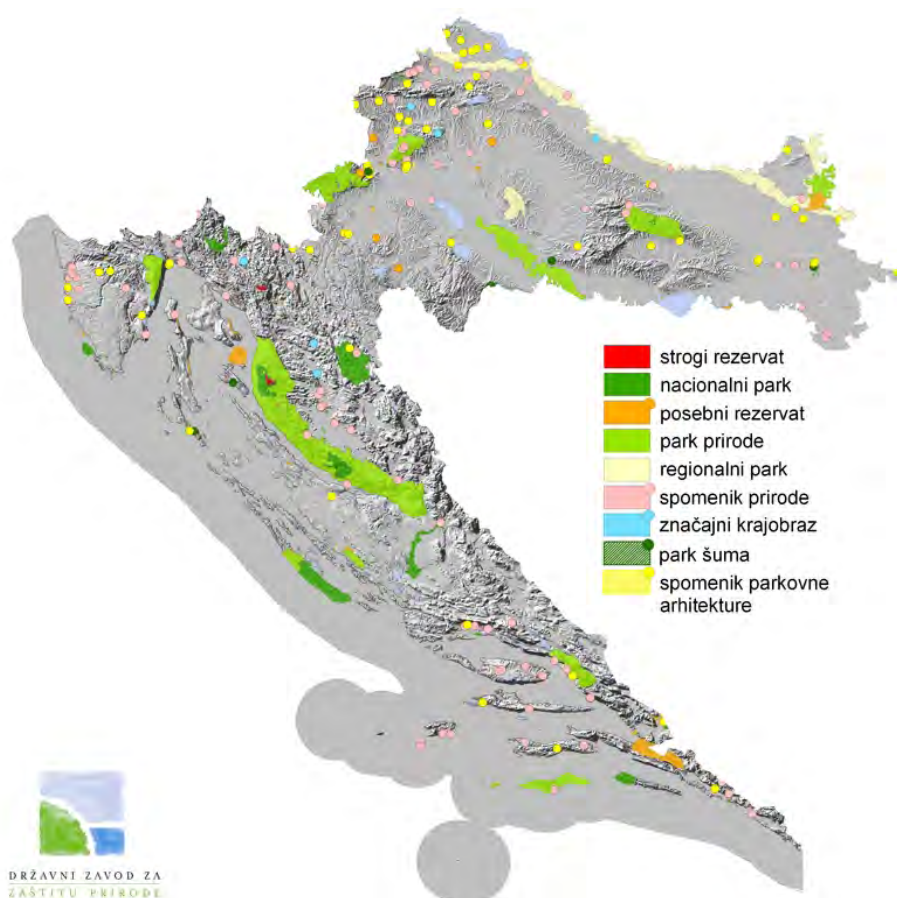 strogi rezervat
nacionalni park
posebni rezervat
park prirode
regionalni park
spomenik prirode
značajni krajobraz
park šuma
spomenik parkovne
arhitekture
DRŽAVNI ZAVOD ZA
ZAŠTITU PRIRODE